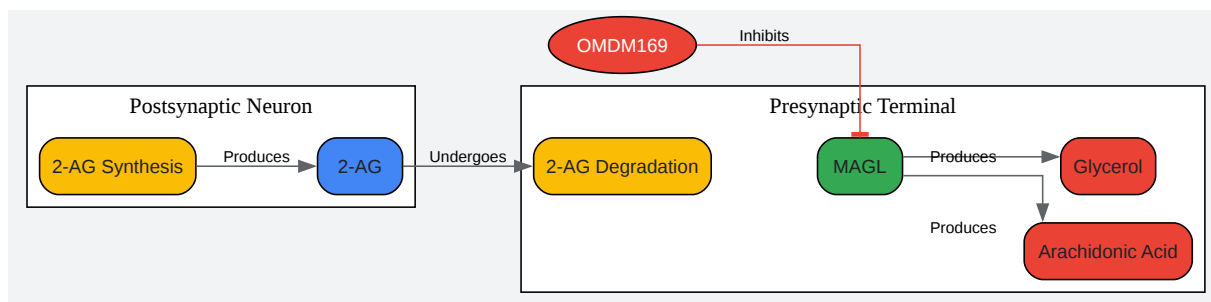 OMDM169
Inhibits
Postsynaptic Neuron
Presynaptic Terminal
2-AG Synthesis
Produces
2-AG
Undergoes
2-AG Degradation
MAGL
Produces
Glycerol
Produces
Arachidonic Acid